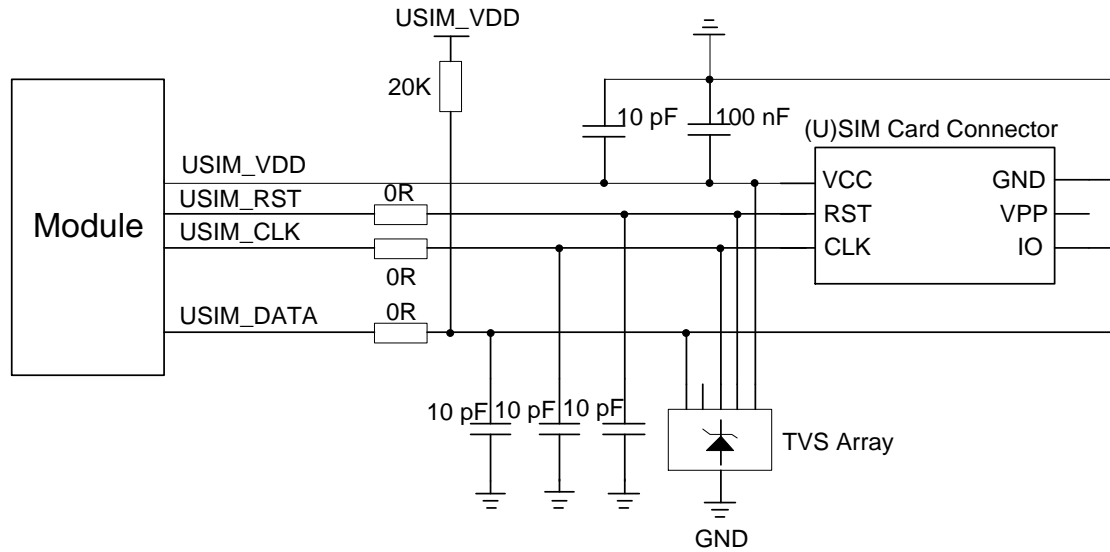 USIM_VDD
20K
10 pF 100 nF
(U)SIM Card Connector
USIM_VDD
VCC GND
USIM_RST 0R
RST VPP
Module
USIM_CLK
CLK IO
0R
USIM_DATA 0R
10 pF 10 pF 10 pF
TVS Array
GND